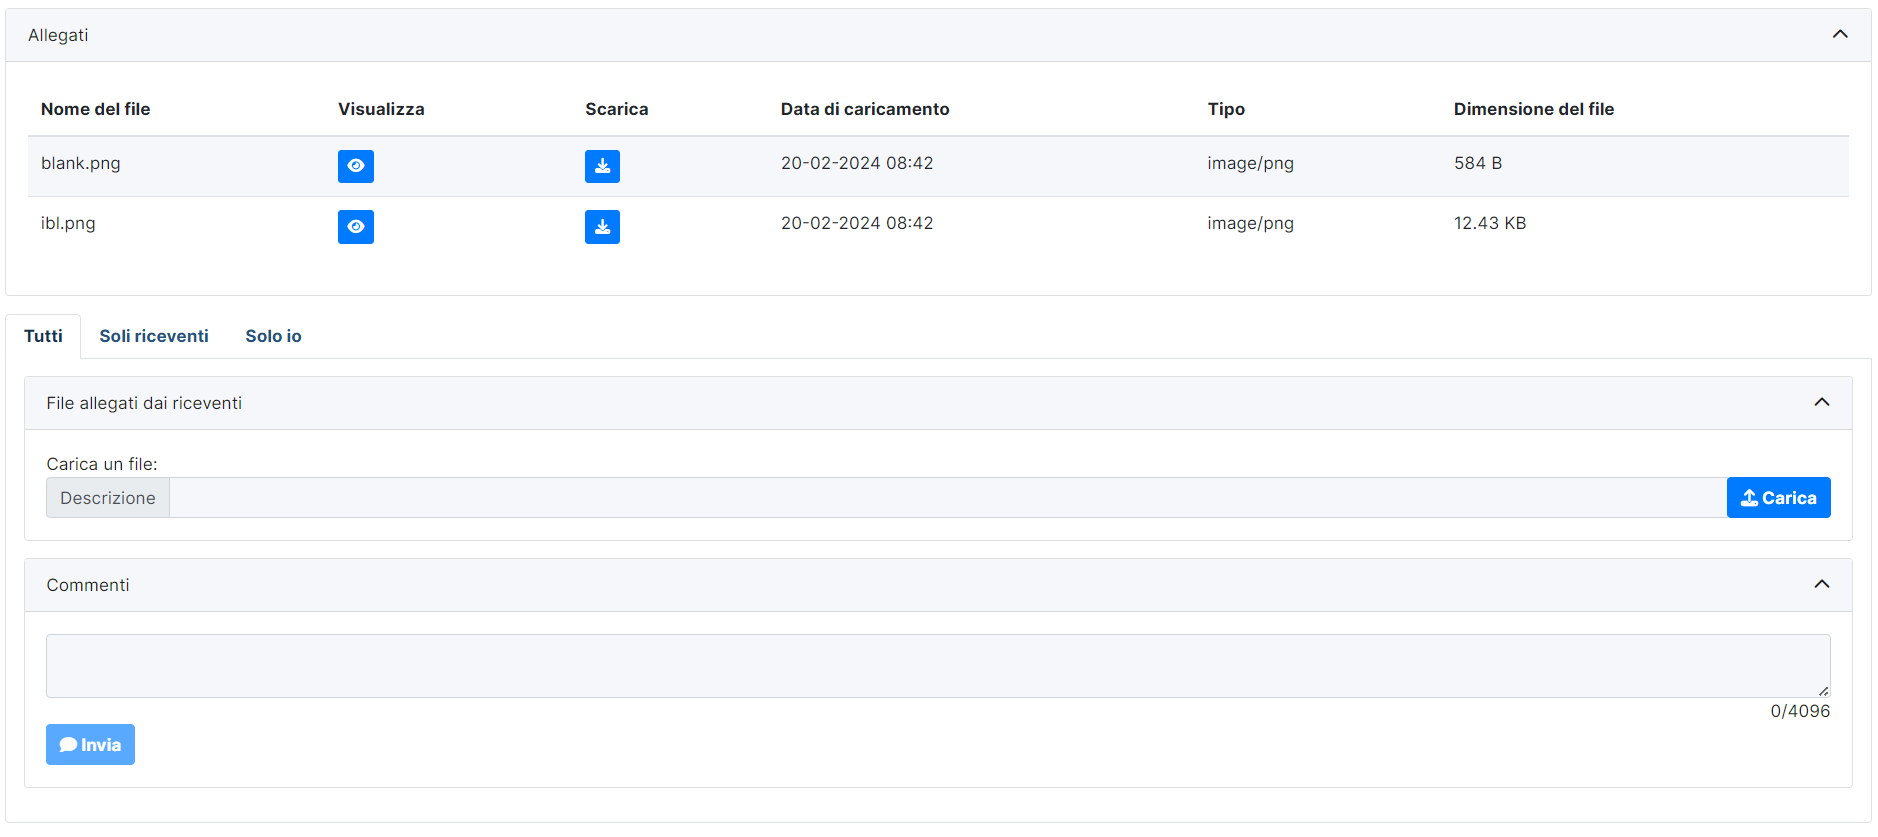 Allegati
Nome del file Visualizza Scarica Data di caricamento Tipo Dimensione del file
blank.png 20-02-2024 08:42 image/png 584 B
ibl.png 20-02-2024 08:42 image/png 12.43 KB
Tutti Soli riceventi Solo io
File allegati dai riceventi
Carica un file:
Descrizione Carica
Commenti
0/4096
Invia